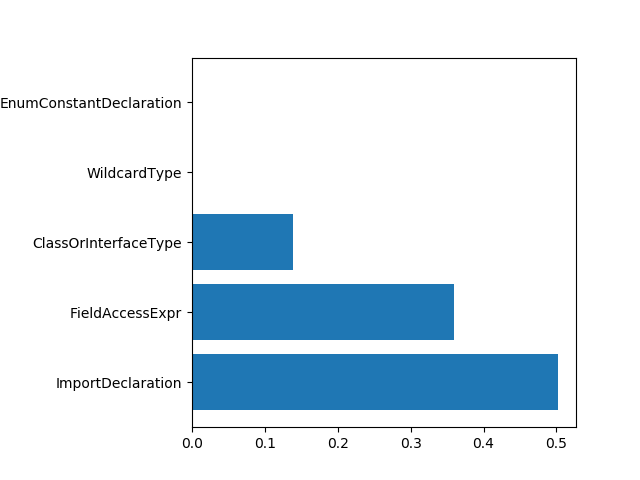 EnumConstantDeclaration
WildcardType
ClassOrInterfaceType
FieldAccessExpr
ImportDeclaration
0.0 0.1 0.2 0.3 0.4 0.5